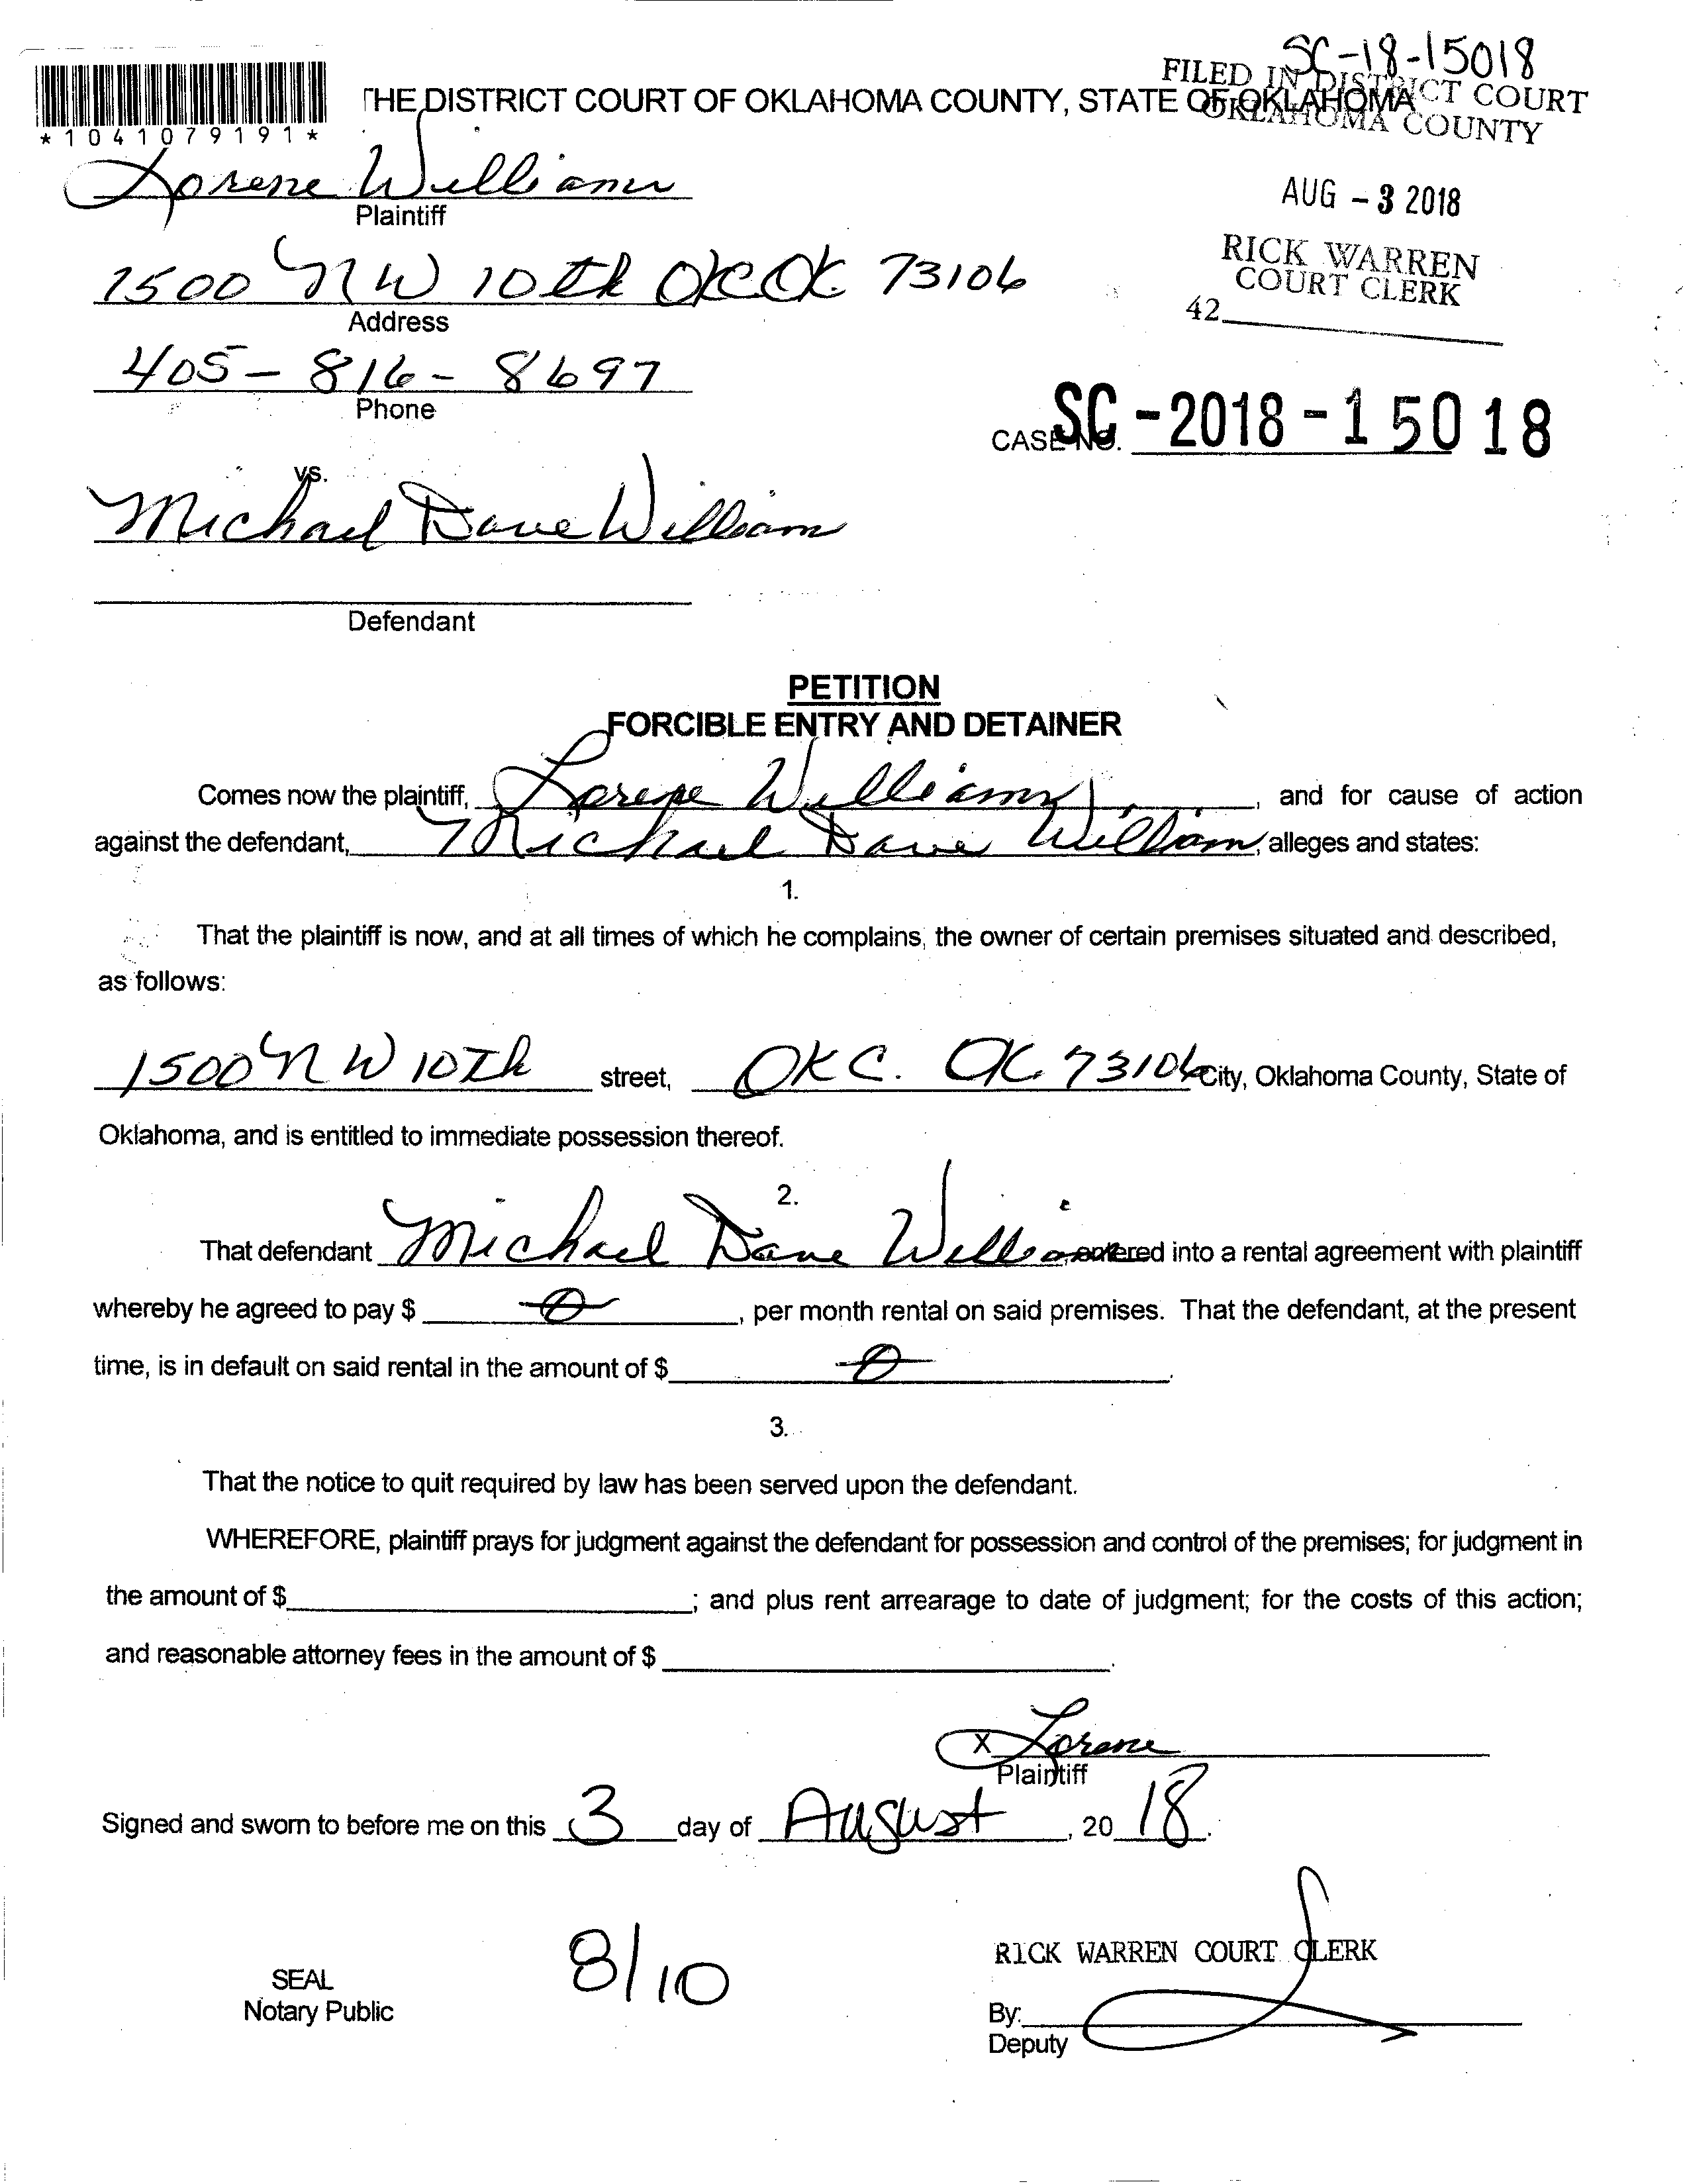 SC-18-15018
FILED IN DISTRICT COURT
OKLAHOMA COUNTY
THE DISTRICT COURT OF OKLAHOMA COUNTY, STATE OF OKLAHOMA
*1041079191*
Lorene Williams
Plaintiff
AUG - 3 2018
1500 NW 10th OKC OK 73106
Address
RICK WARREN
COURT CLERK
42
405-816-8697
Phone
CASE NO. SC-2018-15018
vs.
Michael Dave William
Defendant
PETITION
FORCIBLE ENTRY AND DETAINER
Comes now the plaintiff, Lorene Williams, and for cause of action
against the defendant, Michael Dave William, alleges and states:
1.
That the plaintiff is now, and at all times of which he complains, the owner of certain premises situated and described,
as follows:
1500 NW 10th street, OKC. OK. 73106 City, Oklahoma County, State of
Oklahoma, and is entitled to immediate possession thereof.
2.
That defendant Michael Dave William entered into a rental agreement with plaintiff
whereby he agreed to pay $ 0, per month rental on said premises. That the defendant, at the present
time, is in default on said rental in the amount of $ 0.
3.
That the notice to quit required by law has been served upon the defendant.
WHEREFORE, plaintiff prays for judgment against the defendant for possession and control of the premises; for judgment in
the amount of $ ; and plus rent arrearage to date of judgment; for the costs of this action;
and reasonable attorney fees in the amount of $ .
X Lorene
Plaintiff
Signed and sworn to before me on this 3 day of August, 20 18.
8/10
RICK WARREN COURT CLERK
SEAL
Notary Public
By:
Deputy